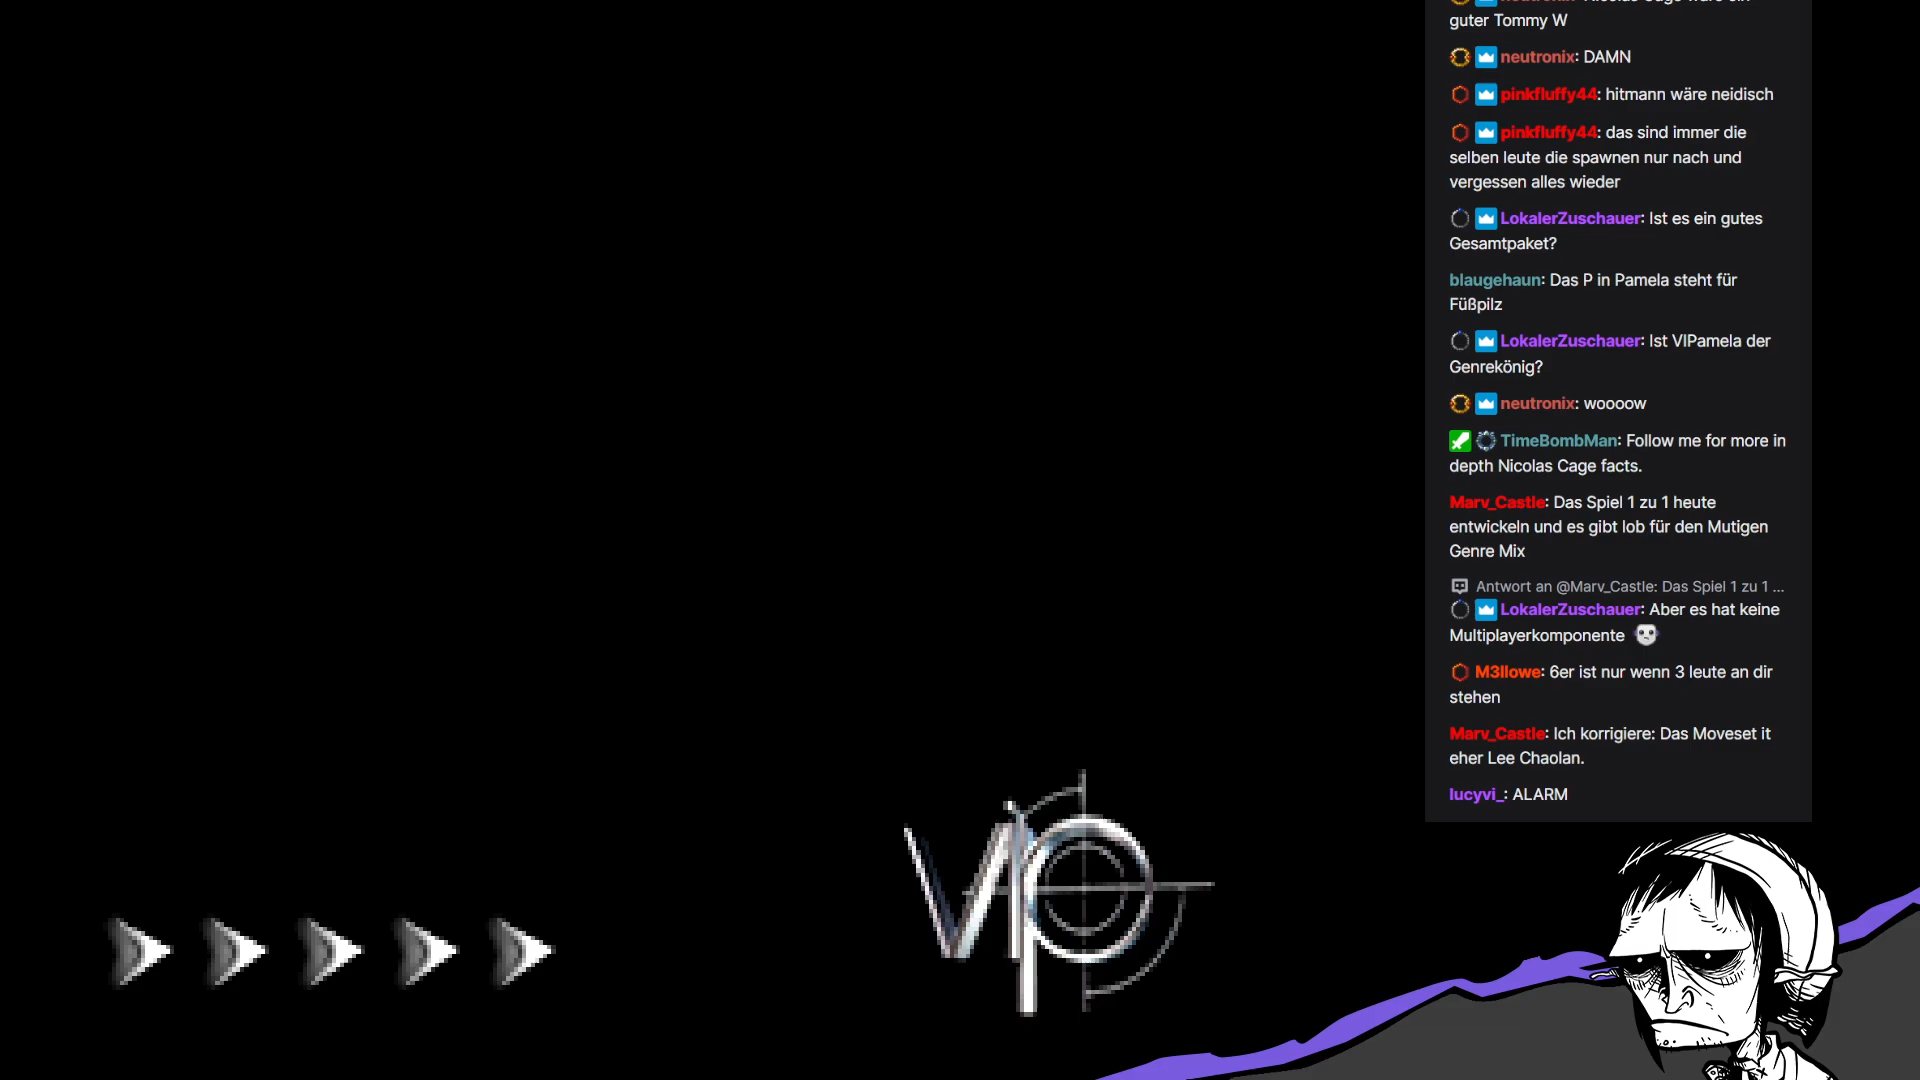 guter Tommy W
neutronix: DAMN
pinkfluffy44: hitmann wäre neidisch
pinkfluffy44: das sind immer die
selben leute die spawnen nur nach und
vergessen alles wieder
LokalerZuschauer: Ist es ein gutes
Gesamtpaket?
blaugehaun: Das P in Pamela steht für
Füßpilz
LokalerZuschauer: Ist VIPamela der
Genrekönig?
neutronix: woooow
TimeBombMan: Follow me for more in
depth Nicolas Cage facts.
Marv_Castle: Das Spiel 1 zu 1 heute
entwickeln und es gibt lob für den Mutigen
Genre Mix
Antwort an @Marv_Castle: Das Spiel 1 zu 1 ...
LokalerZuschauer: Aber es hat keine
Multiplayerkomponente
M3llowe: 6er ist nur wenn 3 leute an dir
stehen
Marv_Castle: Ich korrigiere: Das Moveset it
eher Lee Chaolan.
lucyvi_: ALARM
vip